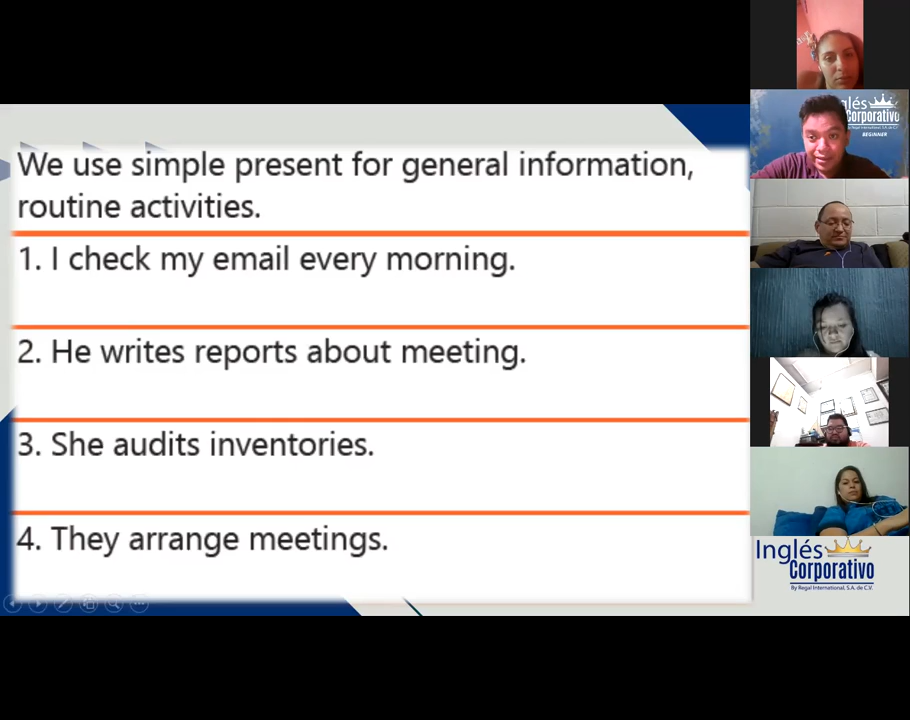 We use simple present for general information,
routine activities.
1. I check my email every morning.
2. He writes reports about meeting.
3. She audits inventories.
4. They arrange meetings.
glés
Corporativo
BEGINNER
Inglés
Corporativo
By Regal International, S.A. de C.V.